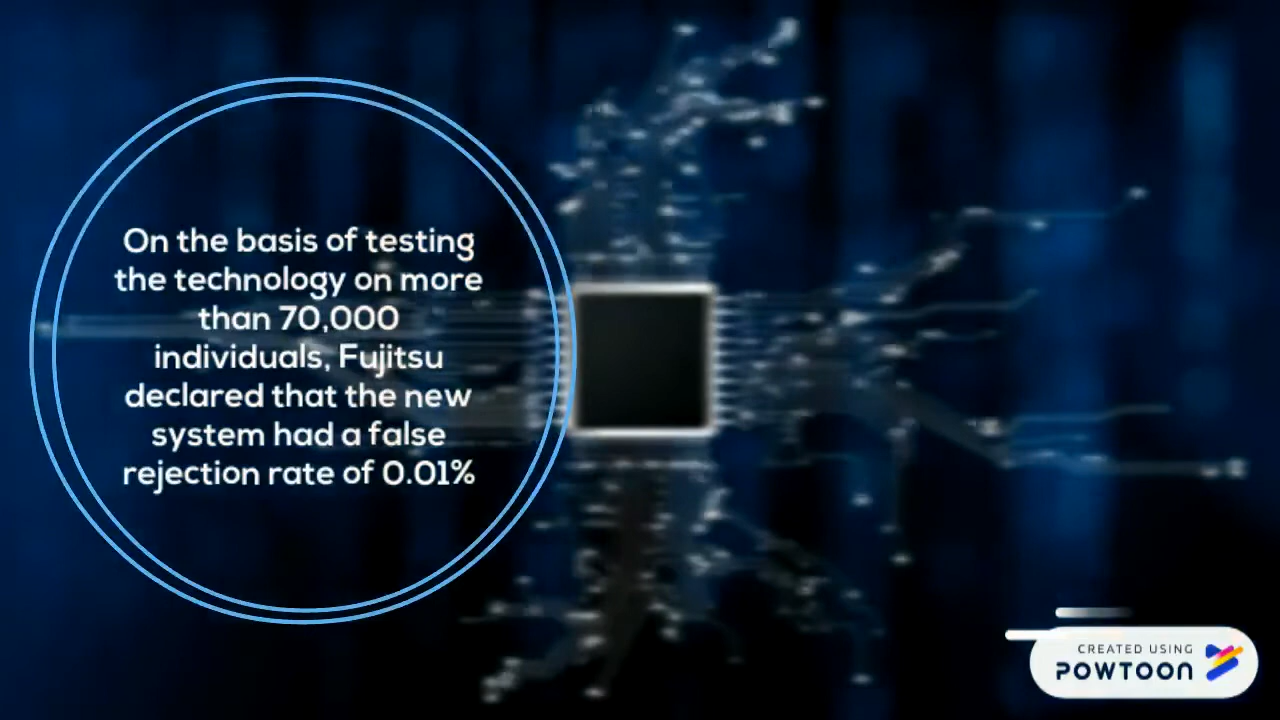 On the basis of testing
the technology on more
than 70,000
individuals, Fujitsu
declared that the new
system had a false
rejection rate of 0.01%
CREATED USING
POWTOON